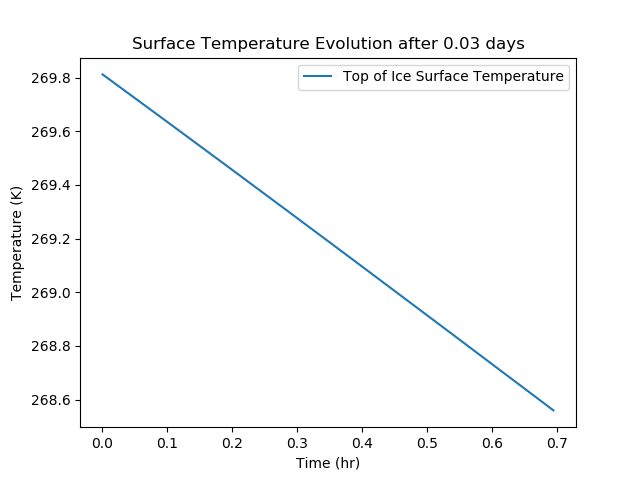 Surface Temperature Evolution after 0.03 days
Top of Ice Surface Temperature
Temperature (K)
269.8
269.6
269.4
269.2
269.0
268.8
268.6
0.0 0.1 0.2 0.3 0.4 0.5 0.6 0.7
Time (hr)